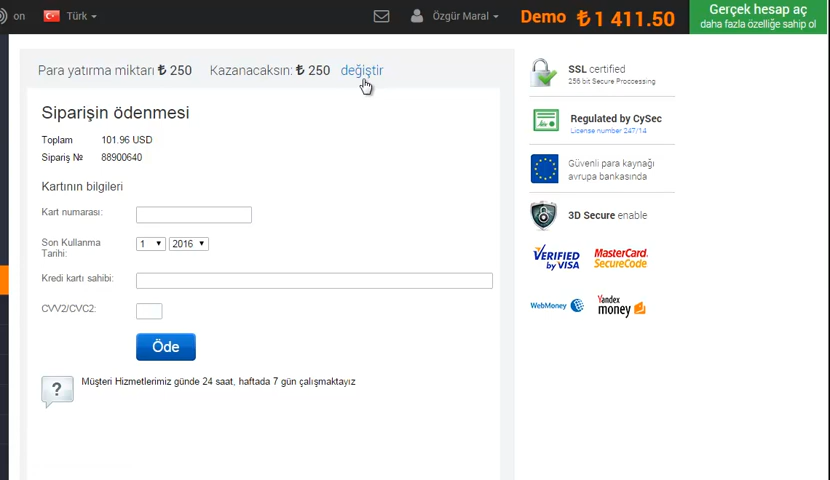 on
Türk
Özgür Maral
Demo ₺ 1 411.50
Gerçek hesap aç
daha fazla özelliğe sahip ol
Para yatırma miktarı ₺ 250 Kazanacaksın: ₺ 250 değiştir
Siparişin ödenmesi
Toplam 101.96 USD
Sipariş № 88900640
Kartının bilgileri
Kart numarası:
Son Kullanma
Tarihi:
1 2016
Kredi kartı sahibi:
CVV2/CVC2:
Öde
?
Müşteri Hizmetlerimiz günde 24 saat, haftada 7 gün çalışmaktayız
SSL certified
256 bit Secure Proccessing
Regulated by CySec
License number 247/14
Güvenli para kaynağı
avrupa bankasında
3D Secure enable
VERIFIED
by VISA
MasterCard.
SecureCode
WebMoney
Yandex
money